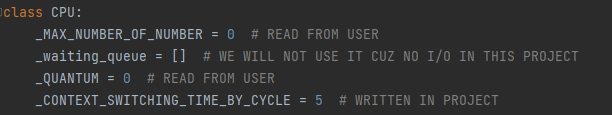 class CPU:
    _MAX_NUMBER_OF_NUMBER = 0  # READ FROM USER
    _waiting_queue = []  # WE WILL NOT USE IT CUZ NO I/O IN THIS PROJECT
    _QUANTUM = 0  # READ FROM USER
    _CONTEXT_SWITCHING_TIME_BY_CYCLE = 5  # WRITTEN IN PROJECT